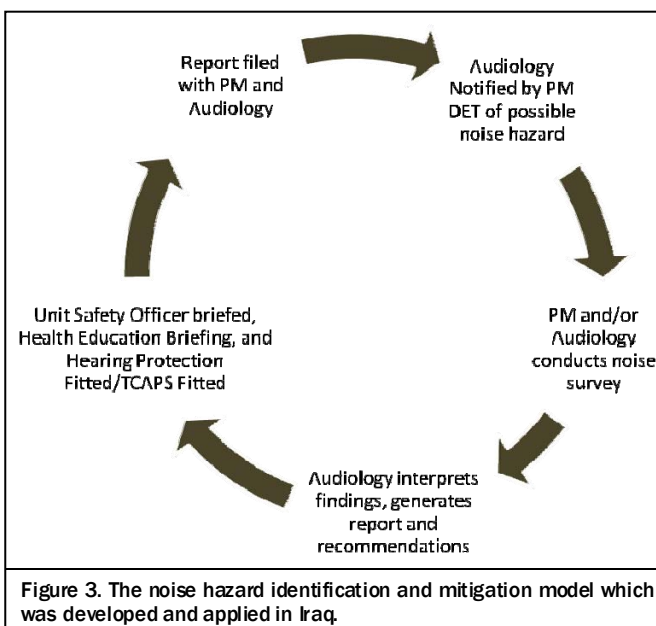 Report filed
with PM and
Audiology
Audiology
Notified by PM
DET of possible
noise hazard
PM and/or
Audiology
conducts noise
survey
Audiology interprets
findings, generates
report and
recommendations
Unit Safety Officer briefed,
Health Education Briefing, and
Hearing Protection
Fitted/TCAPS Fitted
Figure 3. The noise hazard identification and mitigation model which
was developed and applied in Iraq.